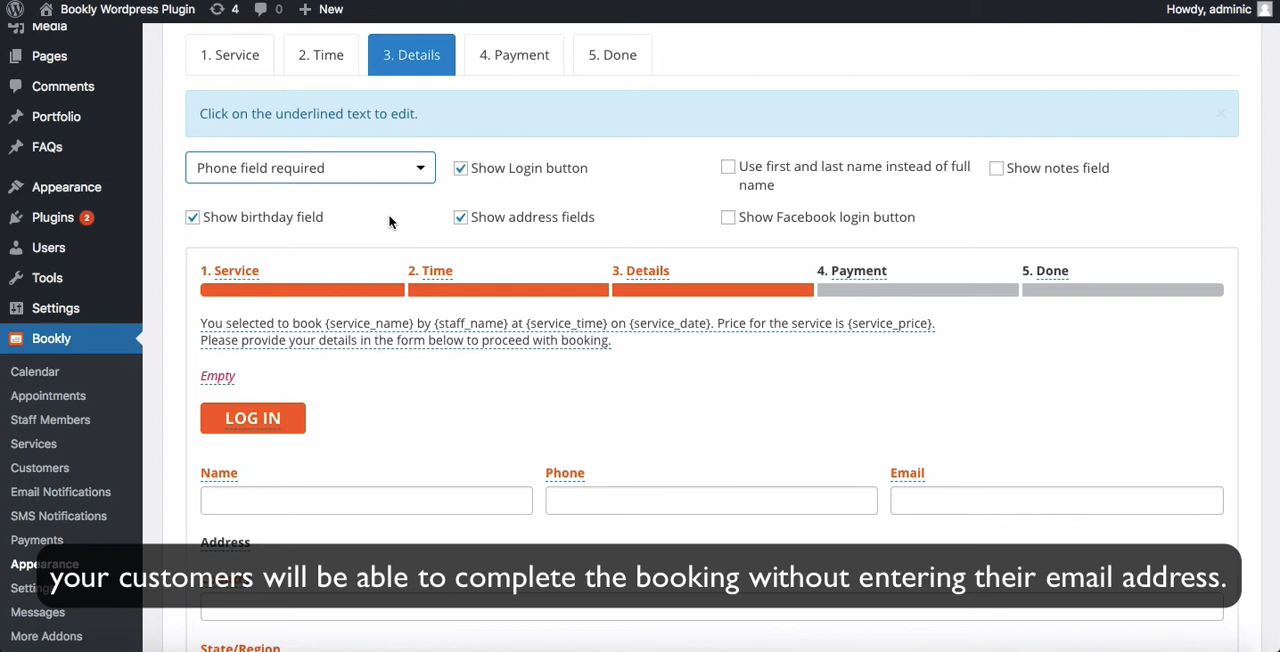 Bookly Wordpress Plugin 4 0 New Howdy, adminic
Media
Pages
Comments
Portfolio
FAQs
Appearance
Plugins 2
Users
Tools
Settings
Bookly
Calendar
Appointments
Staff Members
Services
Customers
Email Notifications
SMS Notifications
Payments
Appearance
Settings
Messages
More Addons
1. Service 2. Time 3. Details 4. Payment 5. Done
Click on the underlined text to edit. ×
Phone field required Show Login button Use first and last name instead of full Show notes field
name
Show birthday field Show address fields Show Facebook login button
1. Service 2. Time 3. Details 4. Payment 5. Done
You selected to book {service_name} by {staff_name} at {service_time} on {service_date}. Price for the service is {service_price}.
Please provide your details in the form below to proceed with booking.
Empty
LOG IN
Name Phone Email
Address
your customers will be able to complete the booking without entering their email address.
State/Region